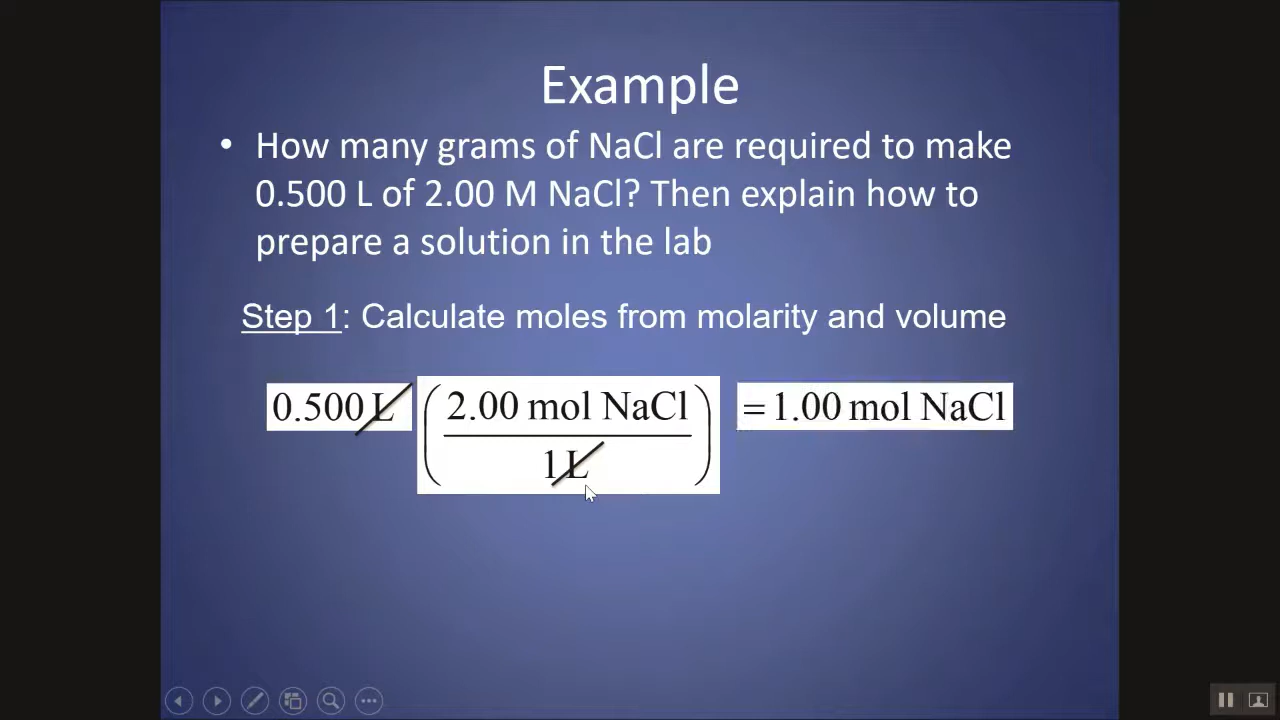 Example
• How many grams of NaCl are required to make
0.500 L of 2.00 M NaCl? Then explain how to
prepare a solution in the lab
Step 1: Calculate moles from molarity and volume
0.500 L (2.00 mol NaCl / 1 L) = 1.00 mol NaCl